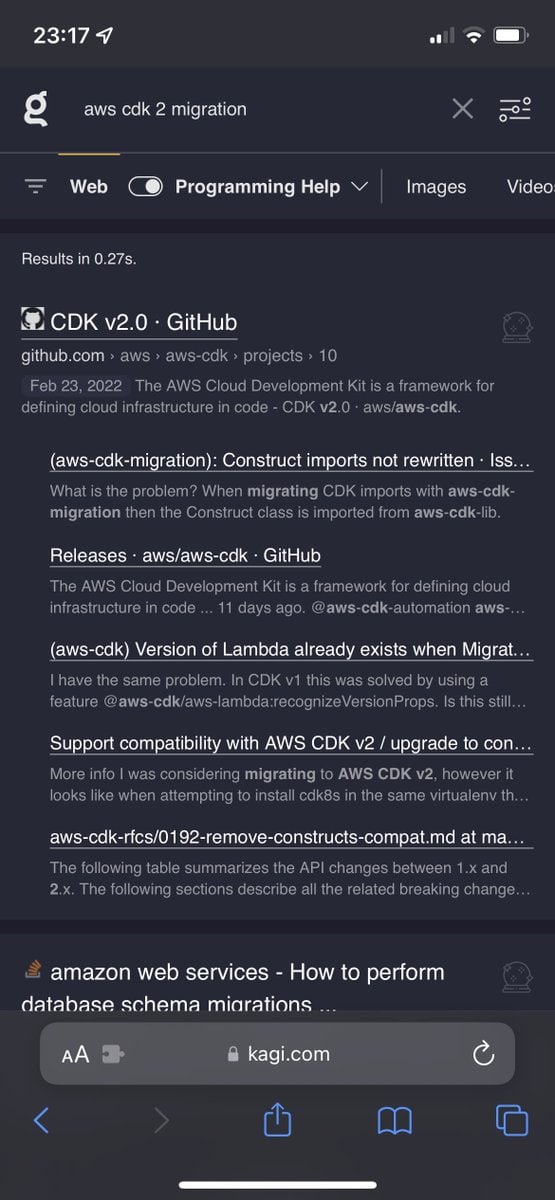 23:17
g aws cdk 2 migration
Web Programming Help Images Video
Results in 0.27s.
CDK v2.0 · GitHub
github.com › aws › aws-cdk › projects › 10
Feb 23, 2022 The AWS Cloud Development Kit is a framework for
defining cloud infrastructure in code - CDK v2.0 · aws/aws-cdk.
(aws-cdk-migration): Construct imports not rewritten · Iss...
What is the problem? When migrating CDK imports with aws-cdk-
migration then the Construct class is imported from aws-cdk-lib.
Releases · aws/aws-cdk · GitHub
The AWS Cloud Development Kit is a framework for defining cloud
infrastructure in code ... 11 days ago. @aws-cdk-automation aws-...
(aws-cdk) Version of Lambda already exists when Migrat...
I have the same problem. In CDK v1 this was solved by using a
feature @aws-cdk/aws-lambda:recognizeVersionProps. Is this still...
Support compatibility with AWS CDK v2 / upgrade to con...
More info I was considering migrating to AWS CDK v2, however it
looks like when attempting to install cdk8s in the same virtualenv th...
aws-cdk-rfcs/0192-remove-constructs-compat.md at ma...
The following table summarizes the API changes between 1.x and
2.x. The following sections describe all the related breaking change...
amazon web services - How to perform
database schema migrations ...
AA kagi.com